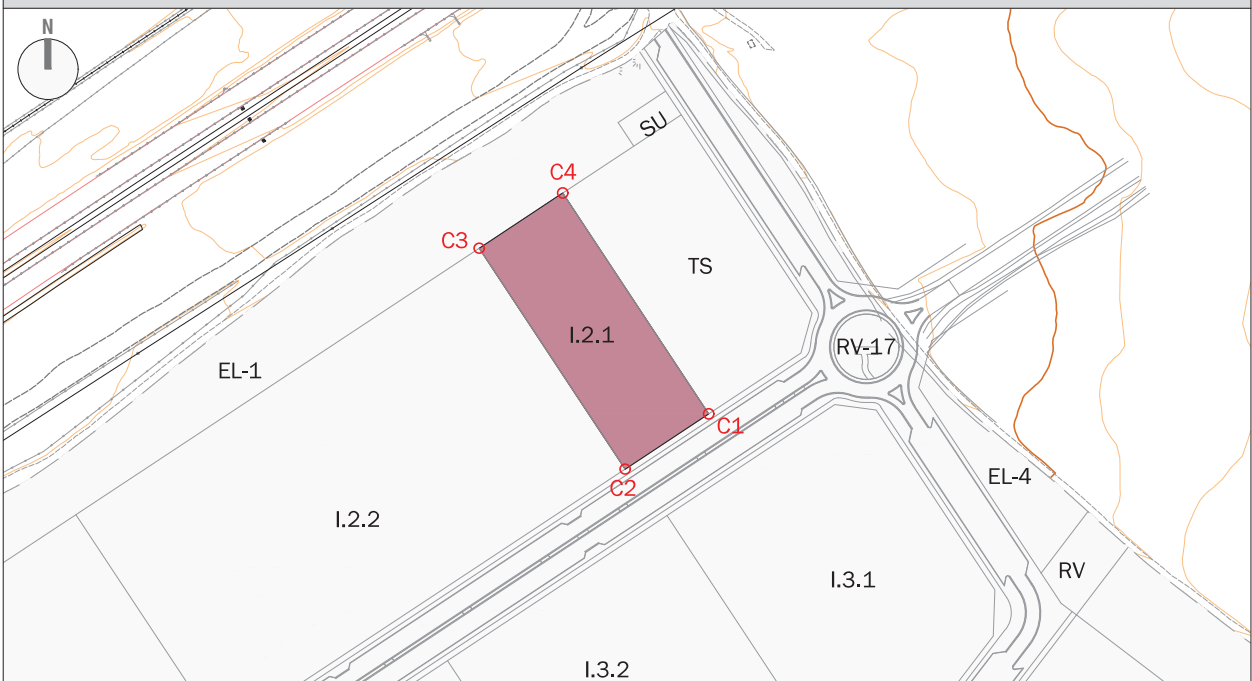 N
SU
C4
C3
TS
I.2.1
RV-17
EL-1
C1
EL-4
C2
I.2.2
RV
I.3.1
I.3.2